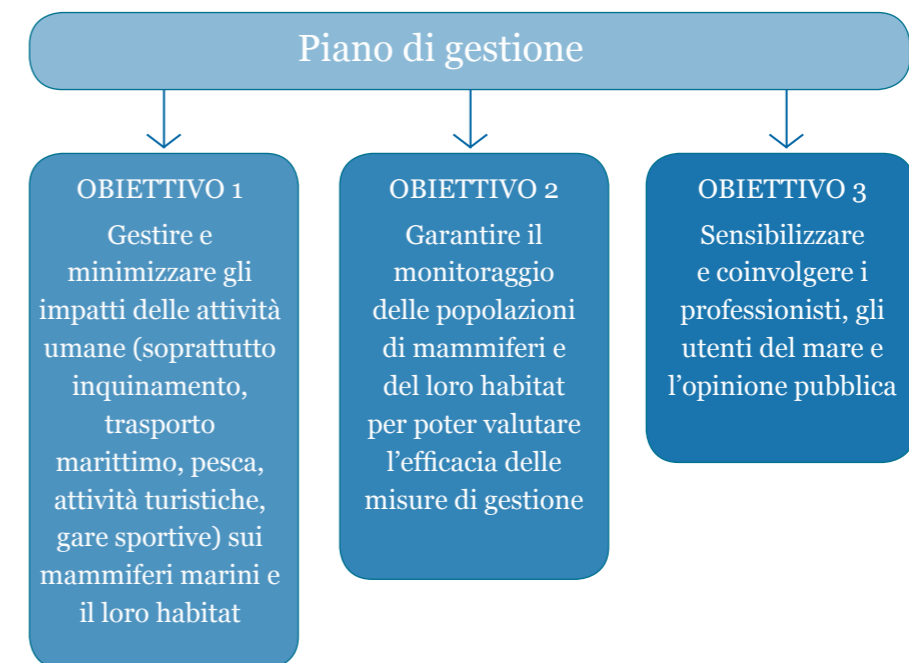 Piano di gestione
OBIETTIVO 1
Gestire e
minimizzare gli
impatti delle attività
umane (soprattutto
inquinamento,
trasporto
marittimo, pesca,
attività turistiche,
gare sportive) sui
mammiferi marini e
il loro habitat
OBIETTIVO 2
Garantire il
monitoraggio
delle popolazioni
di mammiferi e
del loro habitat
per poter valutare
l’efficacia delle
misure di gestione
OBIETTIVO 3
Sensibilizzare
e coinvolgere i
professionisti, gli
utenti del mare e
l’opinione pubblica